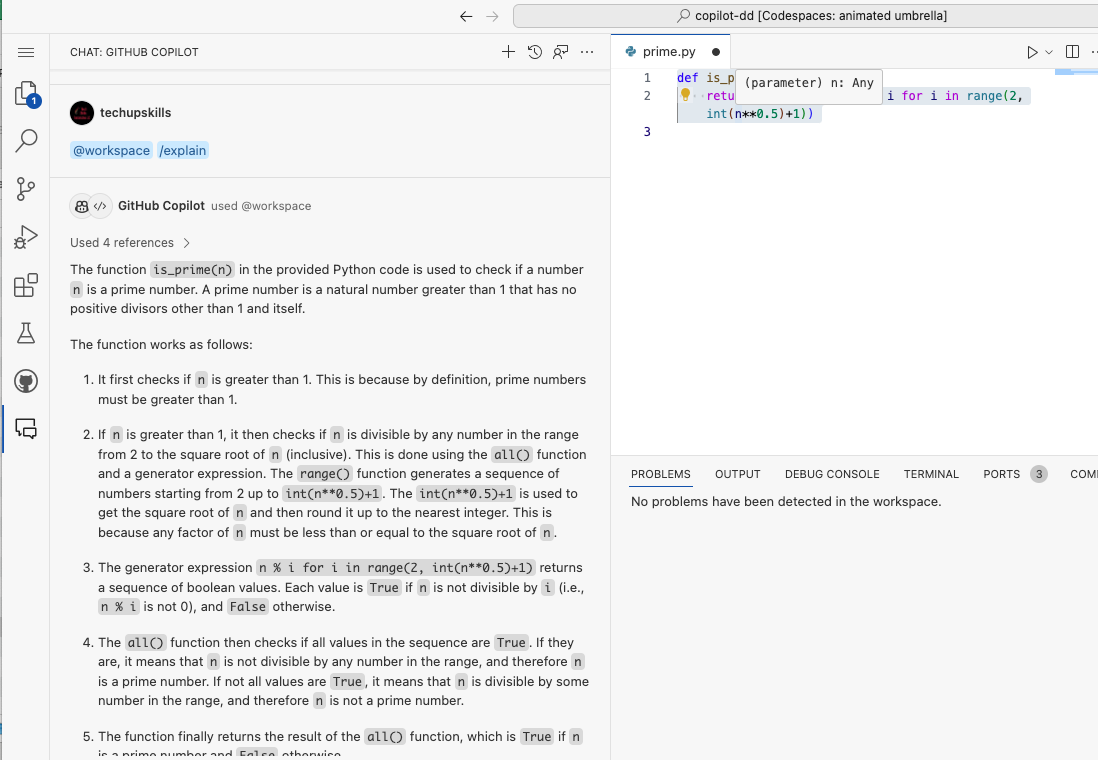 copilot-dd [Codespaces: animated umbrella]
CHAT: GITHUB COPILOT
1
techupskills
@workspace /explain
GitHub Copilot used @workspace
Used 4 references
The function is_prime(n) in the provided Python code is used to check if a number
n is a prime number. A prime number is a natural number greater than 1 that has no
positive divisors other than 1 and itself.
The function works as follows:
1. It first checks if n is greater than 1. This is because by definition, prime numbers
must be greater than 1.
2. If n is greater than 1, it then checks if n is divisible by any number in the range
from 2 to the square root of n (inclusive). This is done using the all() function
and a generator expression. The range() function generates a sequence of
numbers starting from 2 up to int(n**0.5)+1. The int(n**0.5)+1 is used to
get the square root of n and then round it up to the nearest integer. This is
because any factor of n must be less than or equal to the square root of n.
3. The generator expression n % i for i in range(2, int(n**0.5)+1) returns
a sequence of boolean values. Each value is True if n is not divisible by i (i.e.,
n % i is not 0), and False otherwise.
4. The all() function then checks if all values in the sequence are True. If they
are, it means that n is not divisible by any number in the range, and therefore n
is a prime number. If not all values are True, it means that n is divisible by some
number in the range, and therefore n is not a prime number.
5. The function finally returns the result of the all() function, which is True if n
is a prime number and False otherwise.
prime.py
1 def is_p
(parameter) n: Any
2 retu i for i in range(2,
int(n**0.5)+1))
3
PROBLEMS OUTPUT DEBUG CONSOLE TERMINAL PORTS 3 COM
No problems have been detected in the workspace.